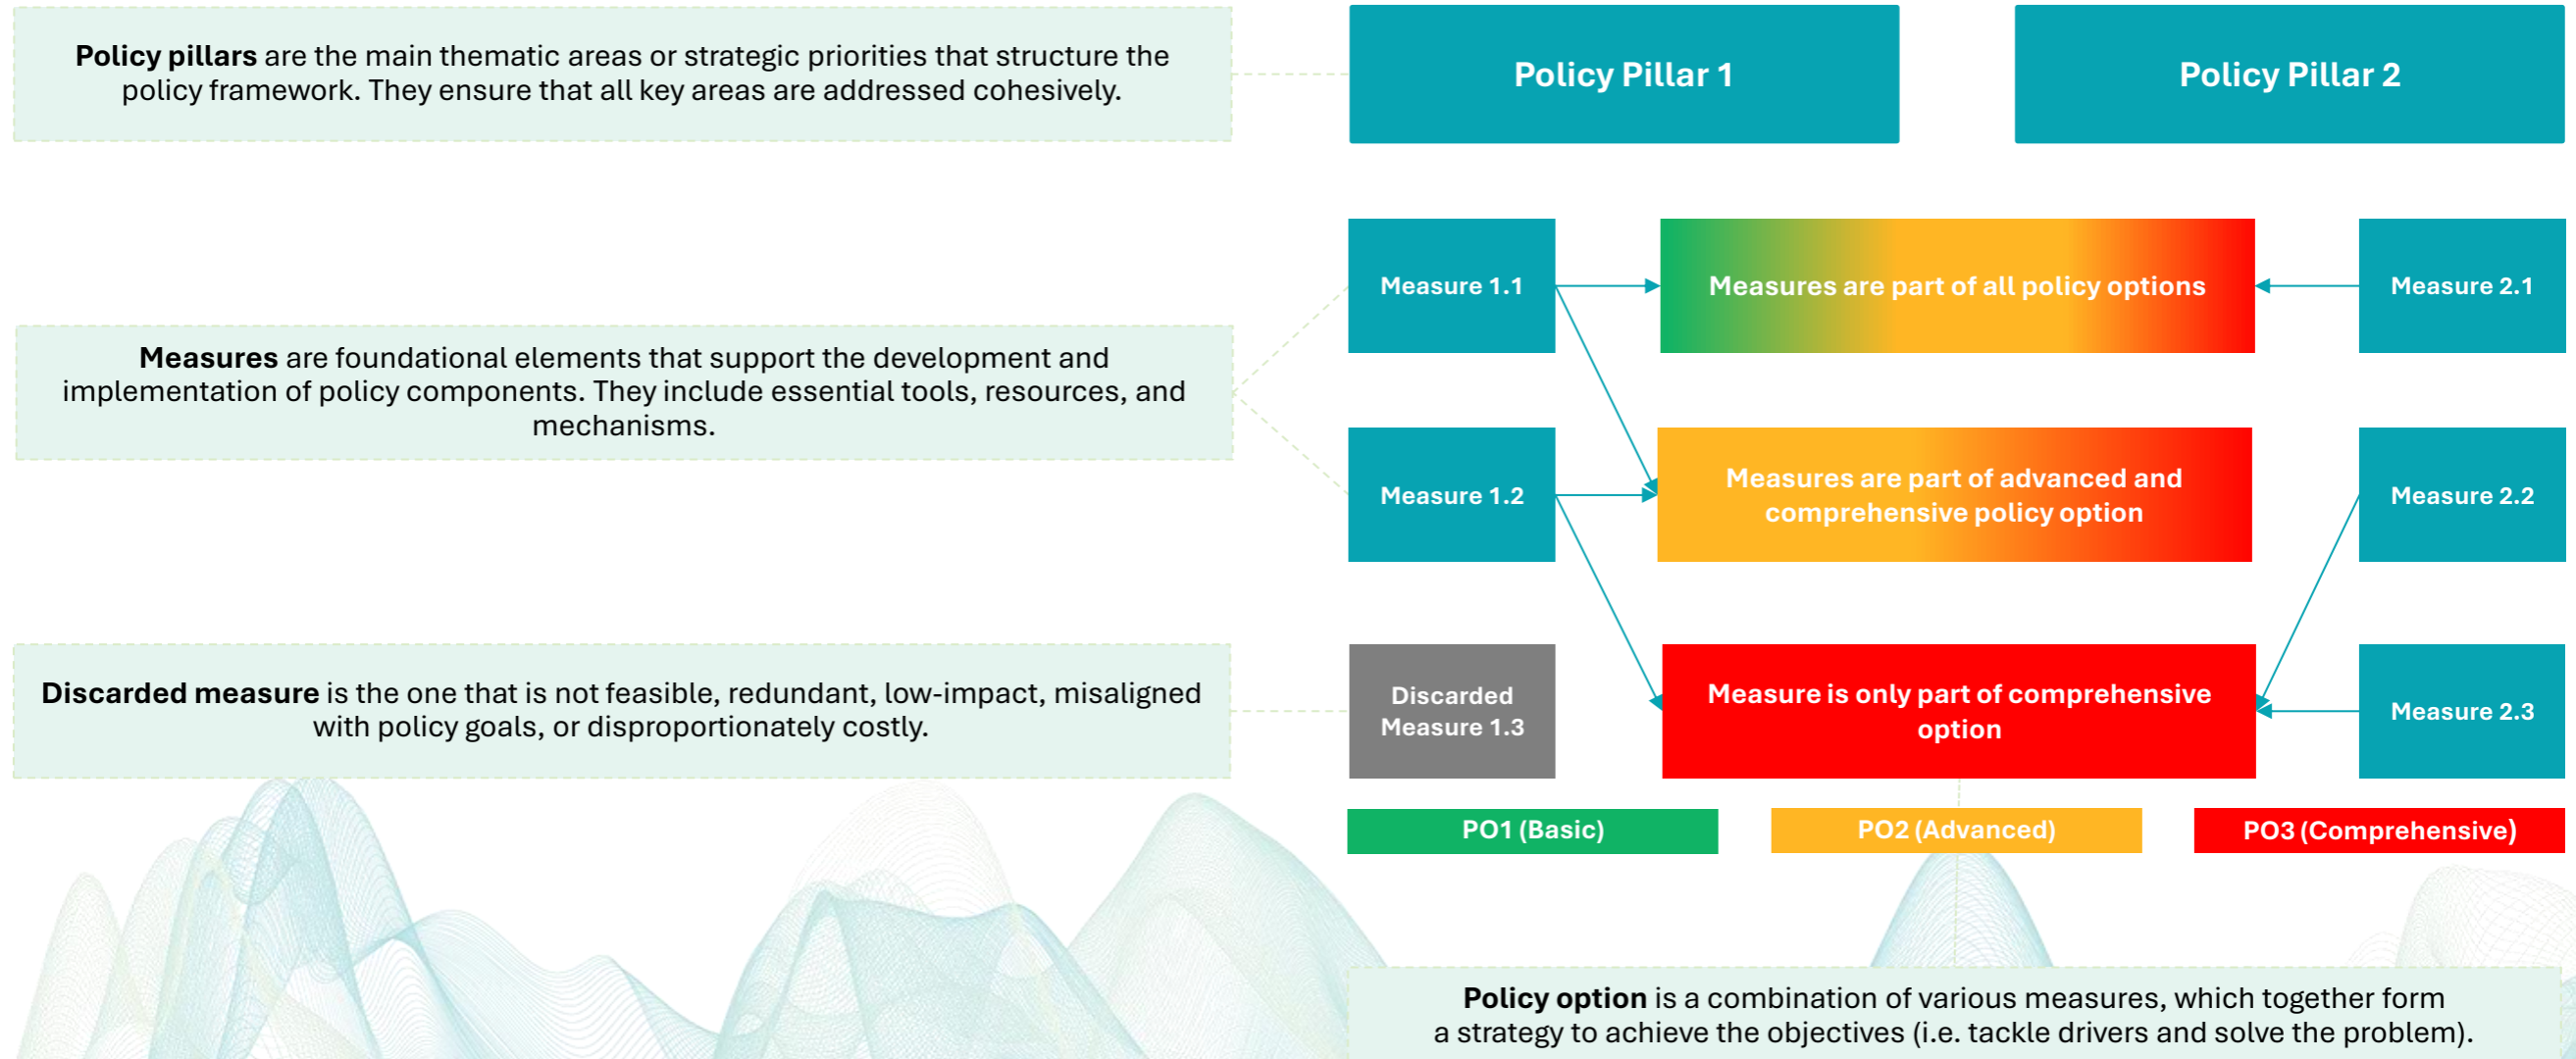 Policy pillars are the main thematic areas or strategic priorities that structure the
policy framework. They ensure that all key areas are addressed cohesively.
Policy Pillar 1
Policy Pillar 2
Measure 1.1
Measures are part of all policy options
Measure 2.1
Measures are foundational elements that support the development and
implementation of policy components. They include essential tools, resources, and
mechanisms.
Measure 1.2
Measures are part of advanced and
comprehensive policy option
Measure 2.2
Discarded measure is the one that is not feasible, redundant, low-impact, misaligned
with policy goals, or disproportionately costly.
Discarded
Measure 1.3
Measure is only part of comprehensive
option
Measure 2.3
PO1 (Basic)
PO2 (Advanced)
PO3 (Comprehensive)
Policy option is a combination of various measures, which together form
a strategy to achieve the objectives (i.e. tackle drivers and solve the problem).